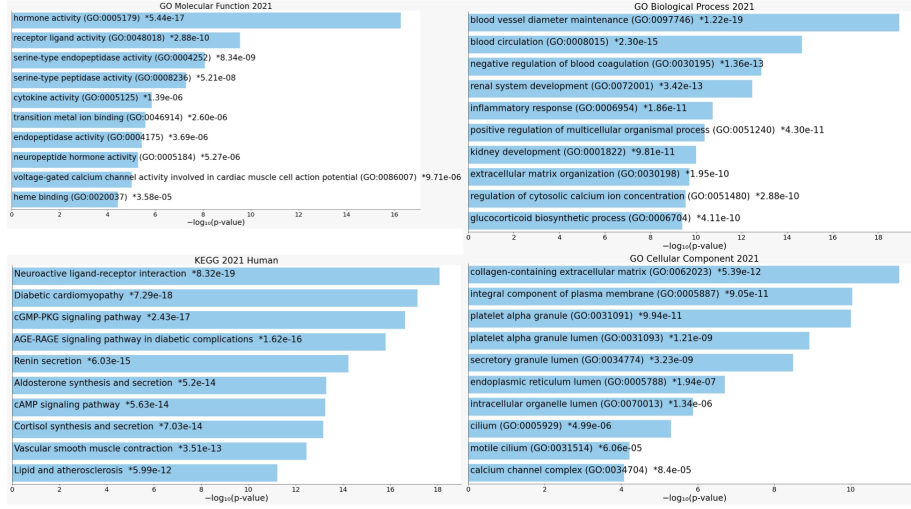 GO Molecular Function 2021
hormone activity (GO:0005179) *5.44e-17
receptor ligand activity (GO:0048018) *2.88e-10
serine-type endopeptidase activity (GO:0004252) *8.34e-09
serine-type peptidase activity (GO:0008236) *5.21e-08
cytokine activity (GO:0005125) *1.39e-06
transition metal ion binding (GO:0046914) *2.60e-06
endopeptidase activity (GO:0004175) *3.69e-06
neuropeptide hormone activity (GO:0005184) *5.27e-06
voltage-gated calcium channel activity involved in cardiac muscle cell action potential (GO:0086007) *9.71e-06
heme binding (GO:0020037) *3.58e-05
0 2 4 6 8 10 12 14 16
−log₁₀(p-value)
GO Biological Process 2021
blood vessel diameter maintenance (GO:0097746) *1.22e-19
blood circulation (GO:0008015) *2.30e-15
negative regulation of blood coagulation (GO:0030195) *1.36e-13
renal system development (GO:0072001) *3.42e-13
inflammatory response (GO:0006954) *1.86e-11
positive regulation of multicellular organismal process (GO:0051240) *4.30e-11
kidney development (GO:0001822) *9.81e-11
extracellular matrix organization (GO:0030198) *1.95e-10
regulation of cytosolic calcium ion concentration (GO:0051480) *2.88e-10
glucocorticoid biosynthetic process (GO:0006704) *4.11e-10
0 2 4 6 8 10 12 14 16 18
−log₁₀(p-value)
KEGG 2021 Human
Neuroactive ligand-receptor interaction *8.32e-19
Diabetic cardiomyopathy *7.29e-18
cGMP-PKG signaling pathway *2.43e-17
AGE-RAGE signaling pathway in diabetic complications *1.62e-16
Renin secretion *6.03e-15
Aldosterone synthesis and secretion *5.2e-14
cAMP signaling pathway *5.63e-14
Cortisol synthesis and secretion *7.03e-14
Vascular smooth muscle contraction *3.51e-13
Lipid and atherosclerosis *5.99e-12
0 2 4 6 8 10 12 14 16 18
−log₁₀(p-value)
GO Cellular Component 2021
collagen-containing extracellular matrix (GO:0062023) *5.39e-12
integral component of plasma membrane (GO:0005887) *9.05e-11
platelet alpha granule (GO:0031091) *9.94e-11
platelet alpha granule lumen (GO:0031093) *1.21e-09
secretory granule lumen (GO:0034774) *3.23e-09
endoplasmic reticulum lumen (GO:0005788) *1.94e-07
intracellular organelle lumen (GO:0070013) *1.34e-06
cilium (GO:0005929) *4.99e-06
motile cilium (GO:0031514) *6.06e-05
calcium channel complex (GO:0034704) *8.4e-05
0 2 4 6 8 10
−log₁₀(p-value)